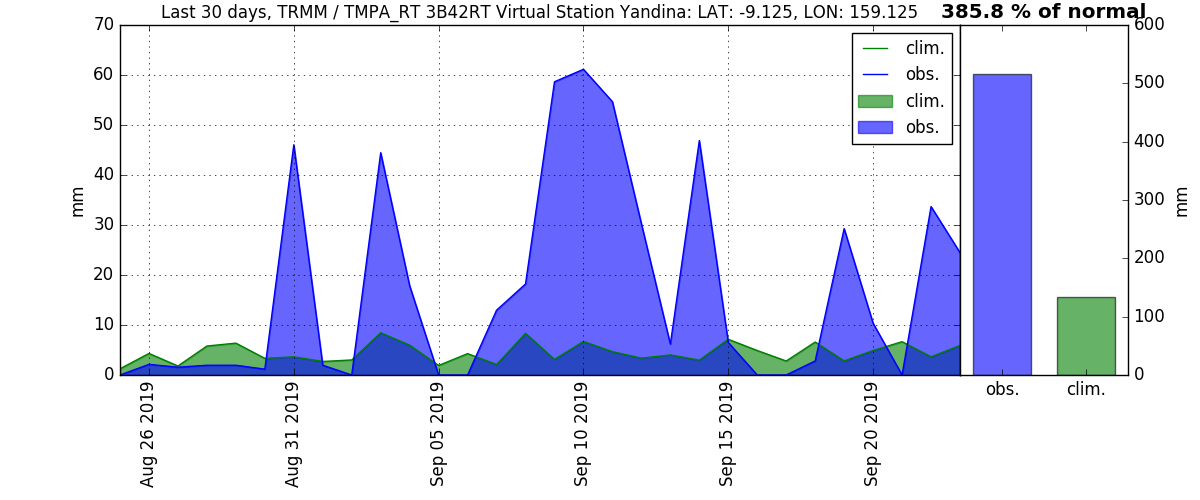 Last 30 days, TRMM / TMPA_RT 3B42RT Virtual Station Yandina: LAT: -9.125, LON: 159.125
385.8 % of normal
70
60
50
40
30
20
10
0
mm
clim.
obs.
clim.
obs.
Aug 26 2019
Aug 31 2019
Sep 05 2019
Sep 10 2019
Sep 15 2019
Sep 20 2019
600
500
400
300
200
100
0
mm
obs.
clim.